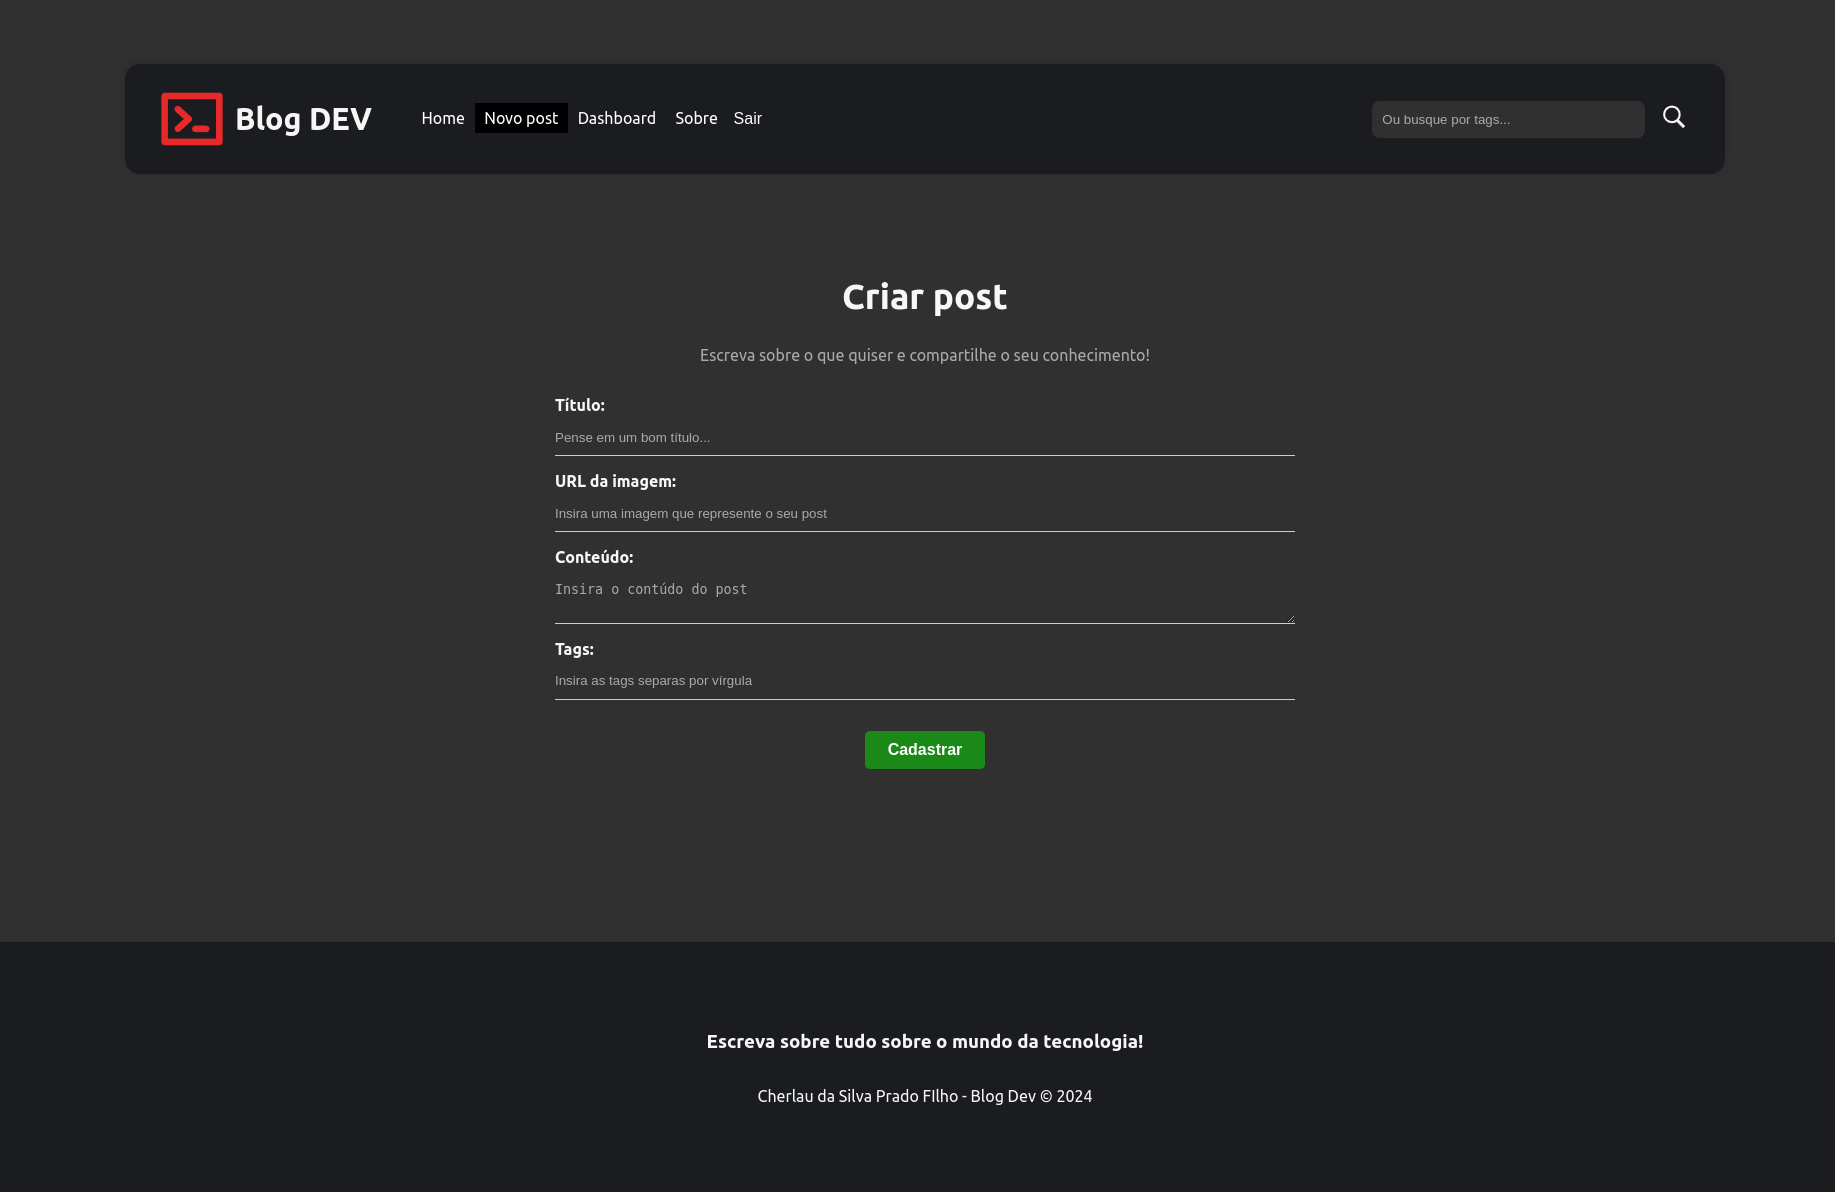 Blog DEV
Home Novo post Dashboard Sobre Sair
Ou busque por tags...
Criar post
Escreva sobre o que quiser e compartilhe o seu conhecimento!
Título:
Pense em um bom título...
URL da imagem:
Insira uma imagem que represente o seu post
Conteúdo:
Insira o contúdo do post
Tags:
Insira as tags separas por vírgula
Cadastrar
Escreva sobre tudo sobre o mundo da tecnologia!
Cherlau da Silva Prado FIlho - Blog Dev © 2024